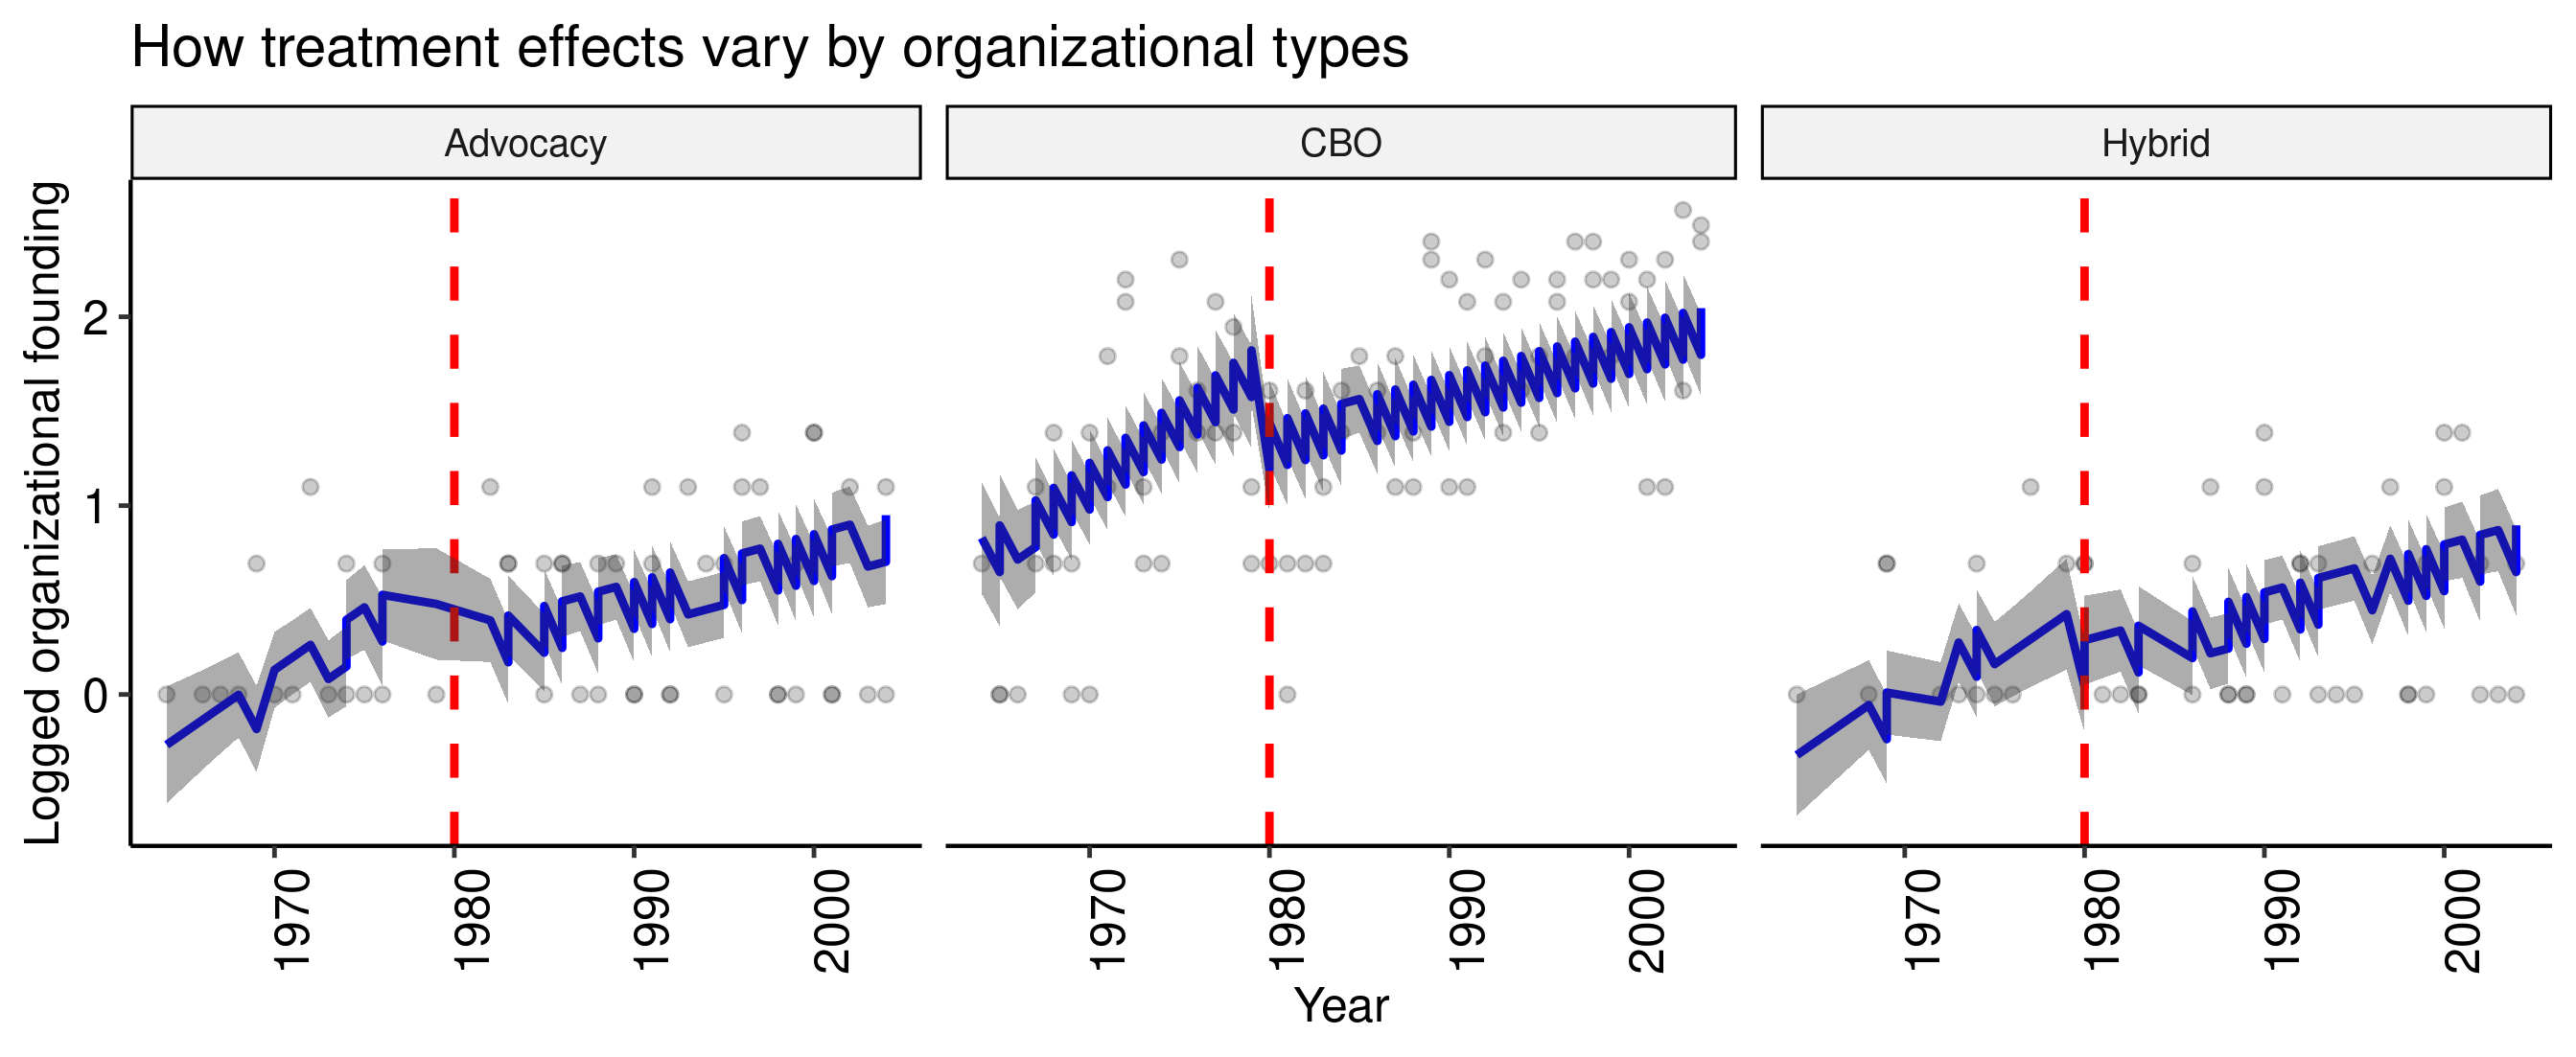 How treatment effects vary by organizational types
Advocacy
CBO
Hybrid
Logged organizational founding
2
1
0
1970
1980
1990
2000
1970
1980
1990
2000
1970
1980
1990
2000
Year